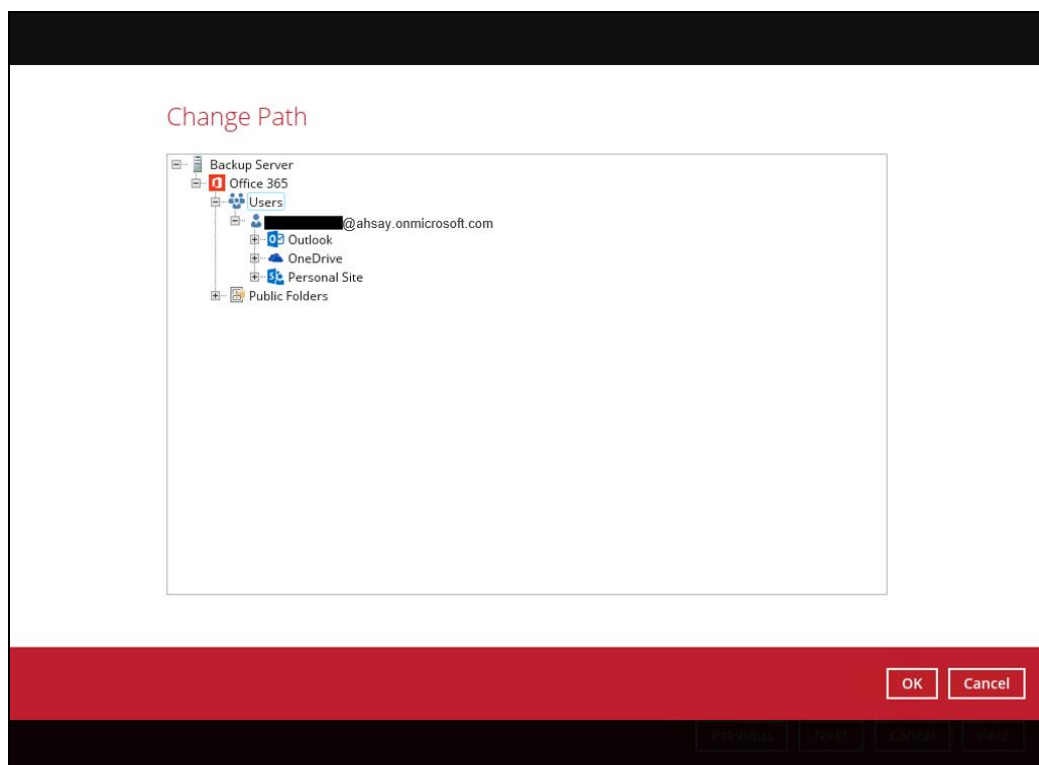 Change Path
Backup Server
Office 365
Users
@ahsay.onmicrosoft.com
Outlook
OneDrive
Personal Site
Public Folders
OK Cancel
Previous Next Cancel Help